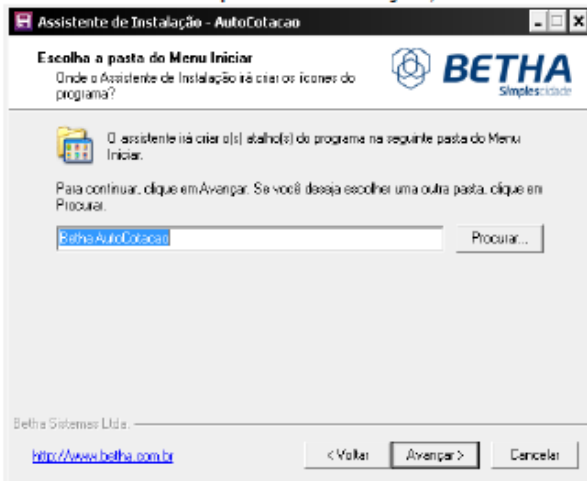 Assistente de Instalação - AutoCotacao
Escolha a pasta do Menu Iniciar
Onde o Assistente de Instalação irá criar os ícones do
programa?
BETHA
Simplescidade
O assistente irá criar o(s) atalho(s) do programa na seguinte pasta do Menu
Iniciar.
Para continuar, clique em Avançar. Se você deseja escolher uma outra pasta, clique em
Procurar.
Betha AutoCotacao
Procurar...
Betha Sistemas Ltda.
http://www.betha.com.br
< Voltar
Avançar >
Cancelar